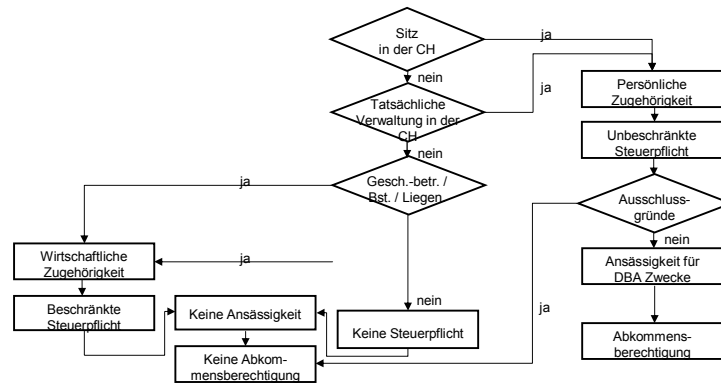 Sitz
in der CH
ja
nein
ja
Persönliche
Zugehörigkeit
Tatsächliche
Verwaltung in der
CH
nein
Unbeschränkte
Steuerpflicht
ja
Gesch.-betr. /
Bst. / Liegen
Ausschluss-
gründe
nein
Wirtschaftliche
Zugehörigkeit
ja
Ansässigkeit für
DBA Zwecke
nein
Beschränkte
Steuerpflicht
Keine Ansässigkeit
Keine Steuerpflicht
ja
Keine Abkom-
mensberechtigung
Abkommens-
berechtigung